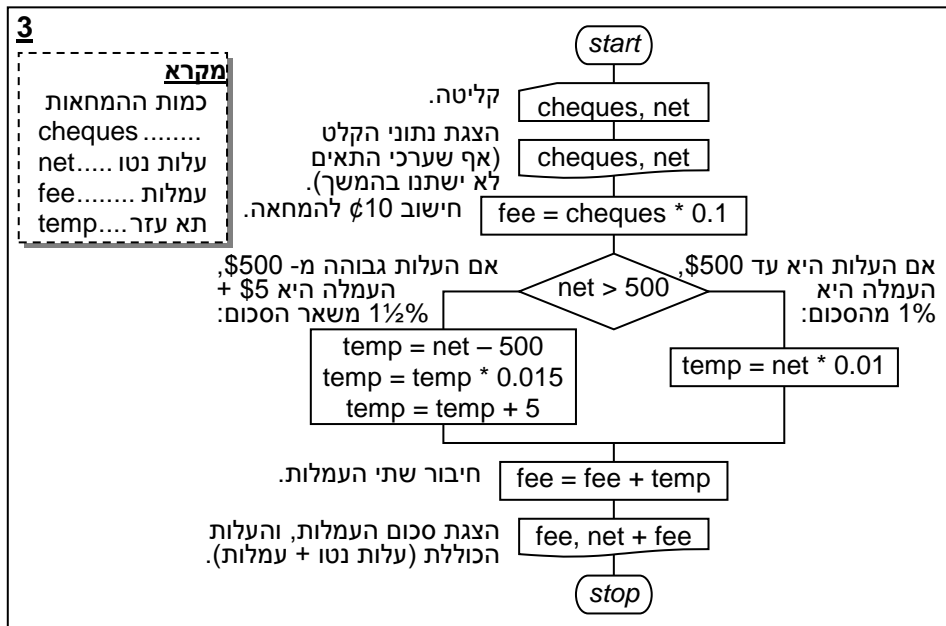 3
מקרא
כמות ההמחאות
cheques ........
עלות נטו .....net
עמלות ........fee
תא עזר....temp
start
קליטה.
cheques, net
הצגת נתוני הקלט
(אף שערכי התאים
לא ישתנו בהמשך).
cheques, net
חישוב 10¢ להמחאה.
fee = cheques * 0.1
אם העלות היא עד 500$,
העמלה היא
1% מהסכום:
net > 500
אם העלות גבוהה מ- 500$,
העמלה היא 5$ +
1½% משאר הסכום:
temp = net * 0.01
temp = net – 500
temp = temp * 0.015
temp = temp + 5
חיבור שתי העמלות.
fee = fee + temp
הצגת סכום העמלות, והעלות
הכוללת (עלות נטו + עמלות).
fee, net + fee
stop